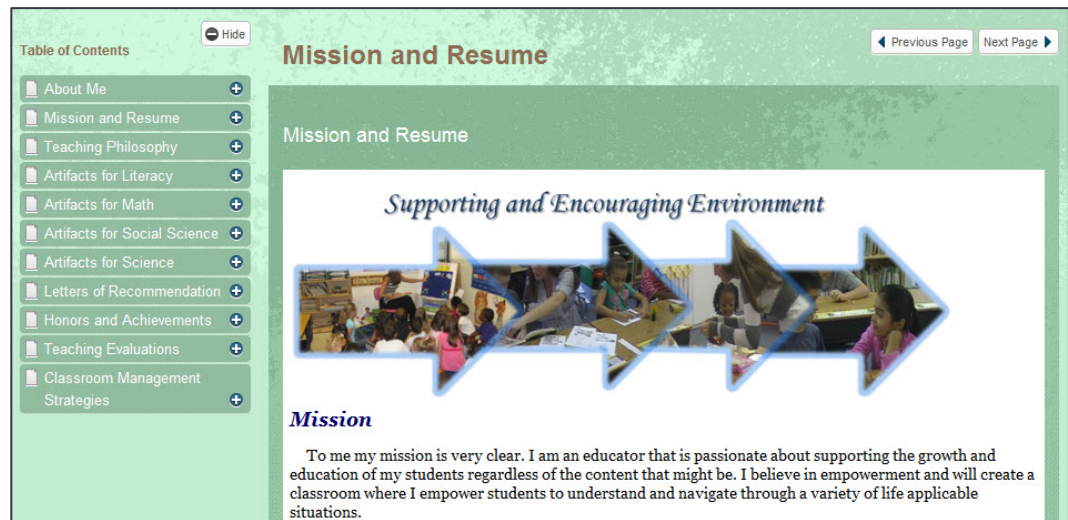 Hide
Table of Contents
About Me
Mission and Resume
Teaching Philosophy
Artifacts for Literacy
Artifacts for Math
Artifacts for Social Science
Artifacts for Science
Letters of Recommendation
Honors and Achievements
Teaching Evaluations
Classroom Management
Strategies
Mission and Resume
Previous Page
Next Page
Mission and Resume
Supporting and Encouraging Environment
Mission
To me my mission is very clear. I am an educator that is passionate about supporting the growth and
education of my students regardless of the content that might be. I believe in empowerment and will create a
classroom where I empower students to understand and navigate through a variety of life applicable
situations.